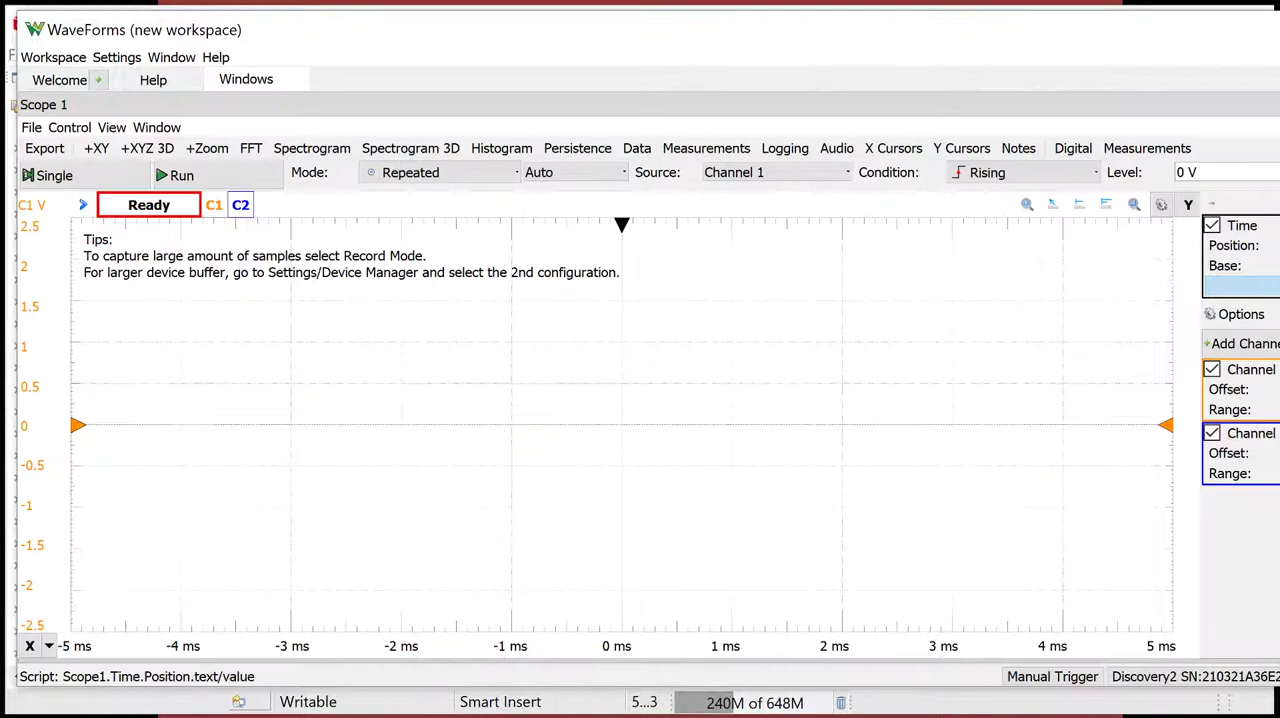 WaveForms (new workspace)
Workspace Settings Window Help
Welcome + Help Windows
Scope 1
File Control View Window
Export +XY +XYZ 3D +Zoom FFT Spectrogram Spectrogram 3D Histogram Persistence Data Measurements Logging Audio X Cursors Y Cursors Notes Digital Measurements
Single Run Mode: Repeated Auto Source: Channel 1 Condition: Rising Level: 0 V
C1 V Ready C1 C2 Y
Tips:
To capture large amount of samples select Record Mode.
For larger device buffer, go to Settings/Device Manager and select the 2nd configuration.
2.5
2
1.5
1
0.5
0
-0.5
-1
-1.5
-2
-2.5
Time
Position:
Base:
Options
+Add Channe
Channel
Offset:
Range:
Channel
Offset:
Range:
X -5 ms -4 ms -3 ms -2 ms -1 ms 0 ms 1 ms 2 ms 3 ms 4 ms 5 ms
Script: Scope1.Time.Position.text/value Manual Trigger Discovery2 SN:210321A36E2
Writable Smart Insert 5...3 240M of 648M